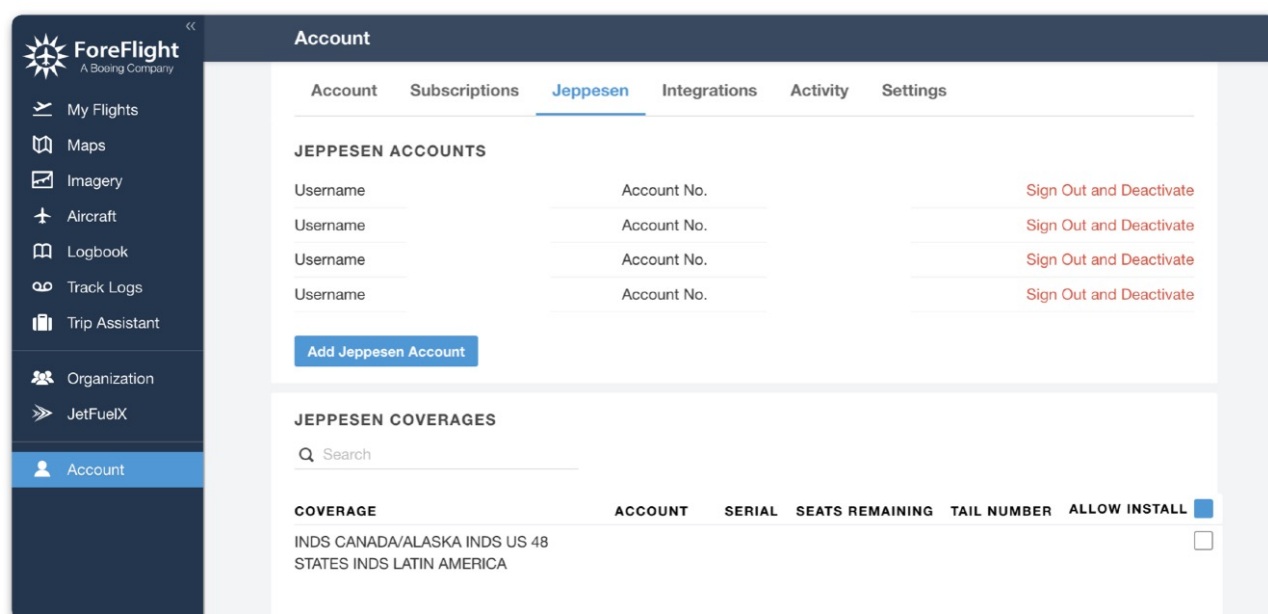 «
ForeFlight
A Boeing Company
My Flights
Maps
Imagery
Aircraft
Logbook
Track Logs
Trip Assistant
Organization
JetFuelX
Account
Account
Account Subscriptions Jeppesen Integrations Activity Settings
JEPPESEN ACCOUNTS
Username Account No. Sign Out and Deactivate
Username Account No. Sign Out and Deactivate
Username Account No. Sign Out and Deactivate
Username Account No. Sign Out and Deactivate
Add Jeppesen Account
JEPPESEN COVERAGES
Search
COVERAGE ACCOUNT SERIAL SEATS REMAINING TAIL NUMBER ALLOW INSTALL
INDS CANADA/ALASKA INDS US 48
STATES INDS LATIN AMERICA